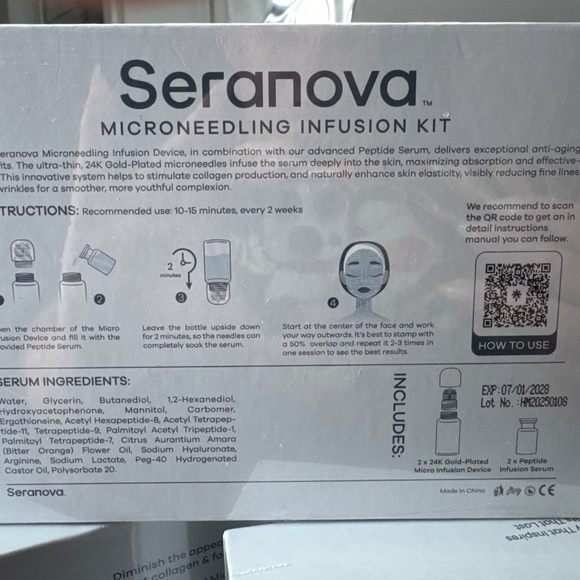 Seranova™
MICRONEEDLING INFUSION KIT
eranova Microneedling Infusion Device, in combination with our advanced Peptide Serum, delivers exceptional anti-aging
fits. The ultra-thin, 24K Gold-Plated microneedles infuse the serum deeply into the skin, maximizing absorption and effective-
This innovative system helps to stimulate collagen production, and naturally enhance skin elasticity, visibly reducing fine lines
wrinkles for a smoother, more youthful complexion.
TRUCTIONS: Recommended use: 10-15 minutes, every 2 weeks
We recommend to scan
the QR code to get an in
detail instructions
manual you can follow.
HOW TO USE
2
2
minutes
3
4
en the chamber of the Micro
usion Device and fill it with the
ovided Peptide Serum.
Leave the bottle upside down
for 2 minutes, so the needles can
completely soak the serum.
Start at the center of the face and work
your way outwards. It's best to stamp with
a 50% overlap and repeat it 2-3 times in
one session to see the best results.
SERUM INGREDIENTS:
Water, Glycerin, Butanediol, 1,2-Hexanediol,
Hydroxyacetophenone, Mannitol, Carbomer,
Ergothioneine, Acetyl Hexapeptide-8, Acetyl Tetrapep-
tide-11, Tetrapeptide-9, Palmitoyl Acetyl Tripeptide-1,
Palmitoyl Tetrapeptide-7, Citrus Aurantium Amara
(Bitter Orange) Flower Oil, Sodium Hyaluronate,
Arginine, Sodium Lactate, Peg-40 Hydrogenated
Castor Oil, Polysorbate 20.
INCLUDES:
2 x 24K Gold-Plated
Micro Infusion Device
2 x Peptide
Infusion Serum
EXP:07/01/2028
Lot No.:HM20250108
Seranova.
Made in China
CE
Diminish the appea
collagen & fa
y That Inspires
That Lost